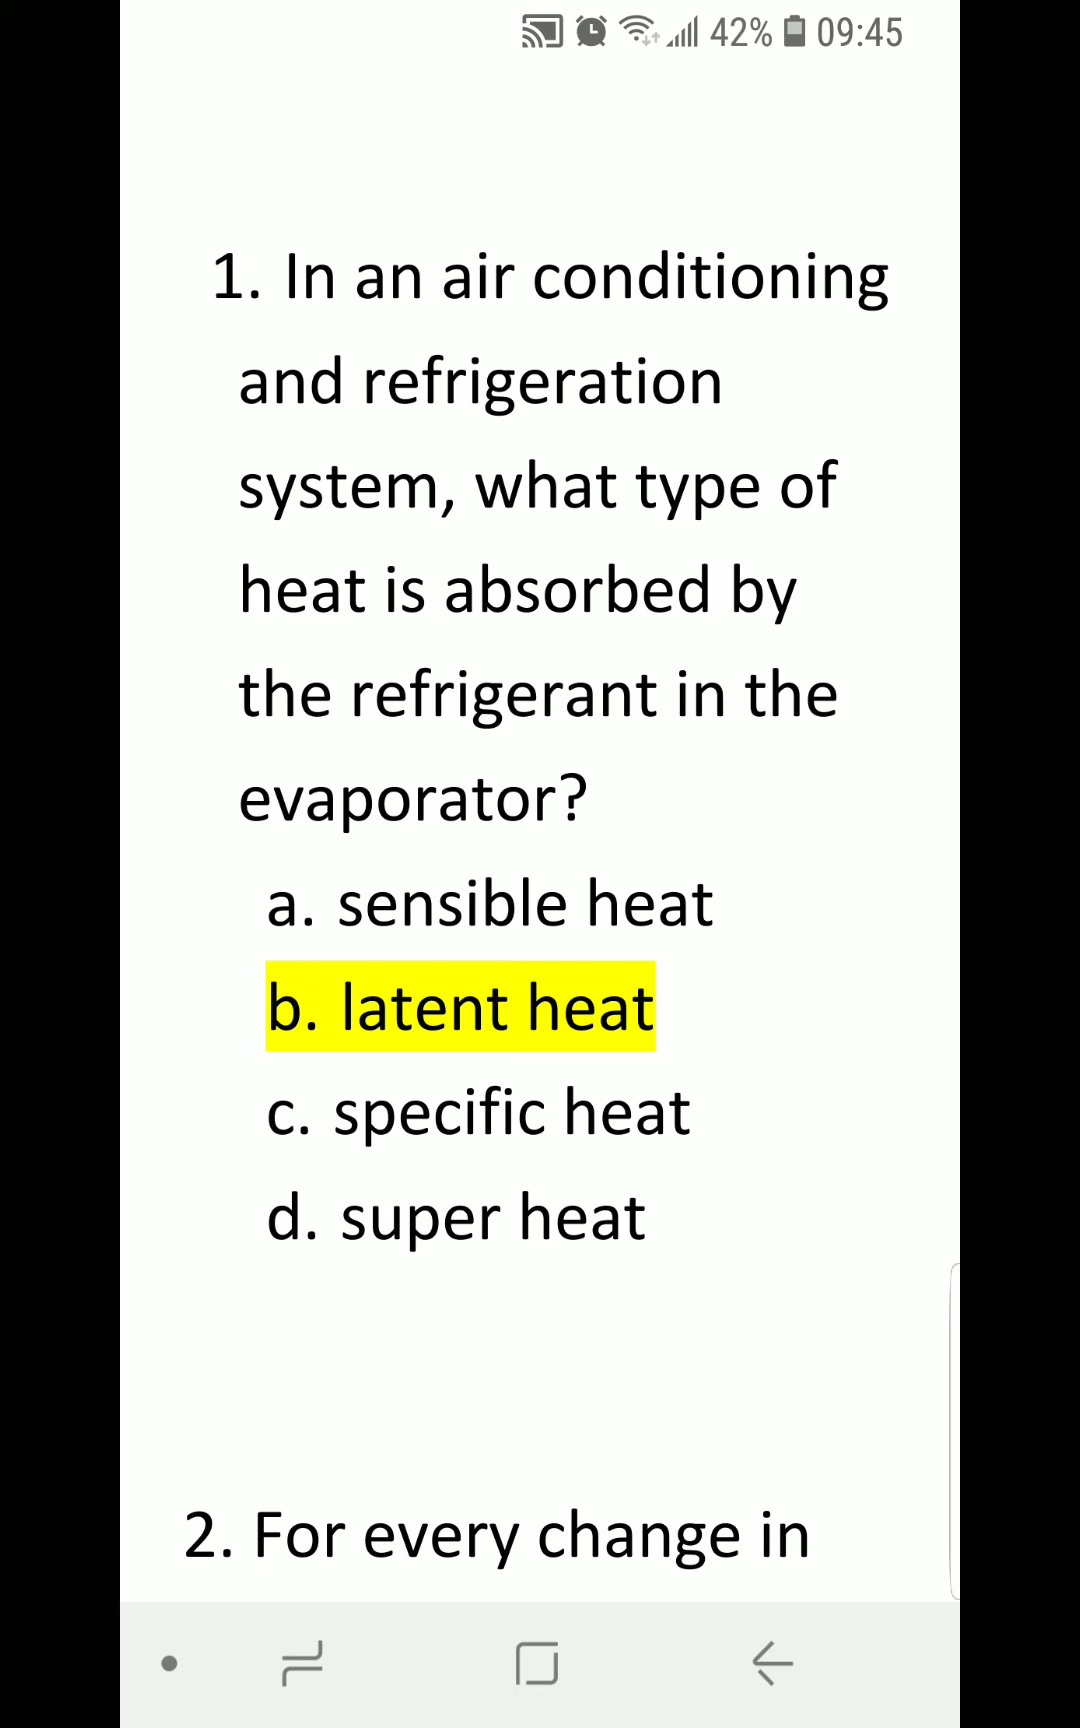 42% 09:45
1. In an air conditioning
and refrigeration
system, what type of
heat is absorbed by
the refrigerant in the
evaporator?
a. sensible heat
b. latent heat
c. specific heat
d. super heat
2. For every change in